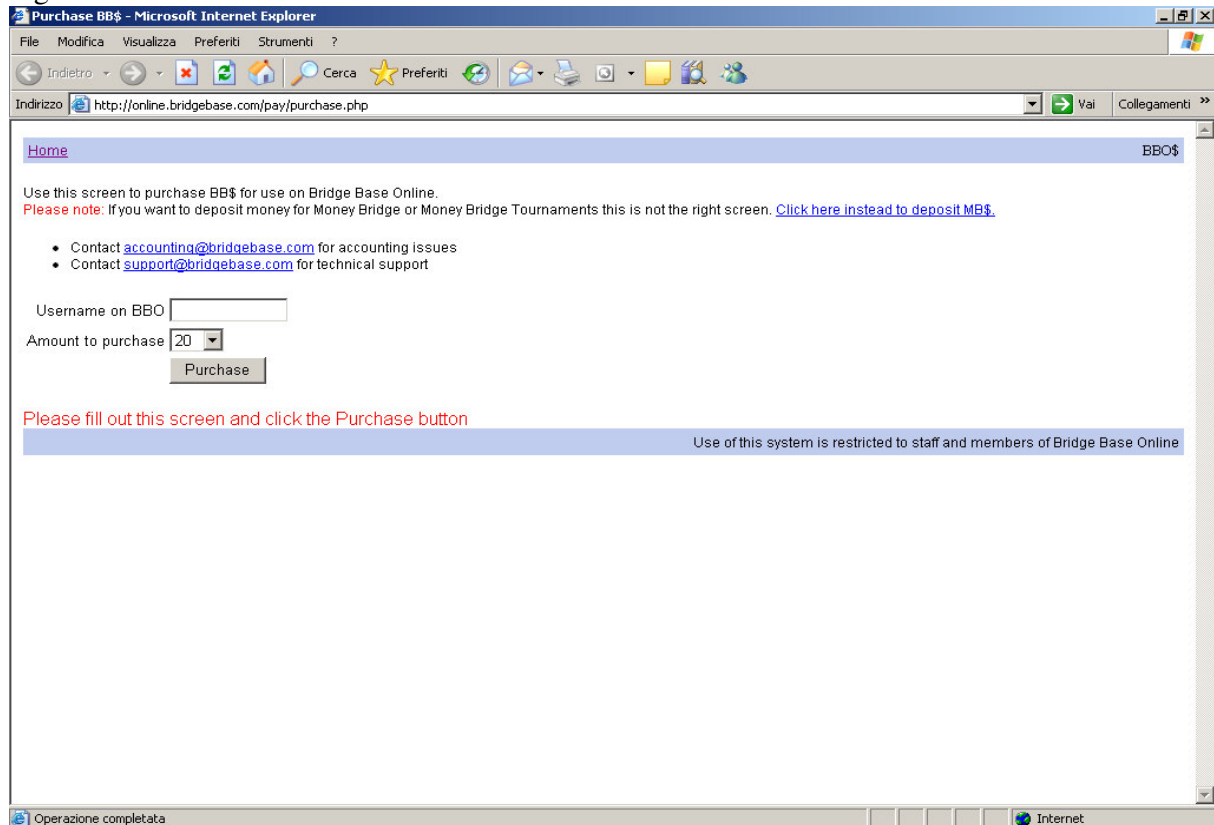 Purchase BB$ - Microsoft Internet Explorer
File Modifica Visualizza Preferiti Strumenti ?
Indietro Cerca Preferiti
Indirizzo http://online.bridgebase.com/pay/purchase.php Vai Collegamenti »
Home BBO$
Use this screen to purchase BB$ for use on Bridge Base Online.
Please note: If you want to deposit money for Money Bridge or Money Bridge Tournaments this is not the right screen. Click here instead to deposit MB$.
• Contact accounting@bridgebase.com for accounting issues
• Contact support@bridgebase.com for technical support
Username on BBO
Amount to purchase 20
Purchase
Please fill out this screen and click the Purchase button
Use of this system is restricted to staff and members of Bridge Base Online
Operazione completata Internet